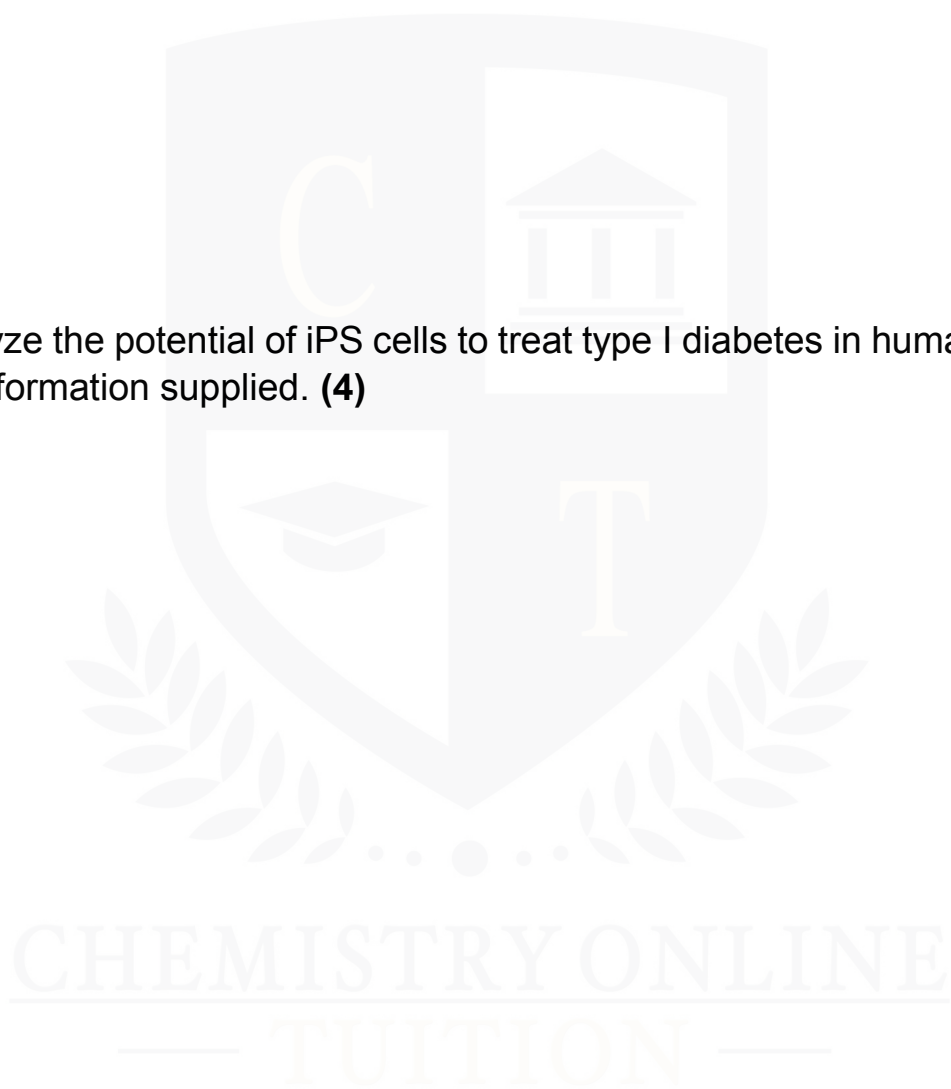 C
T
yze the potential of iPS cells to treat type I diabetes in huma
formation supplied. (4)
CHEMISTRY ONLINE
— TUITION —